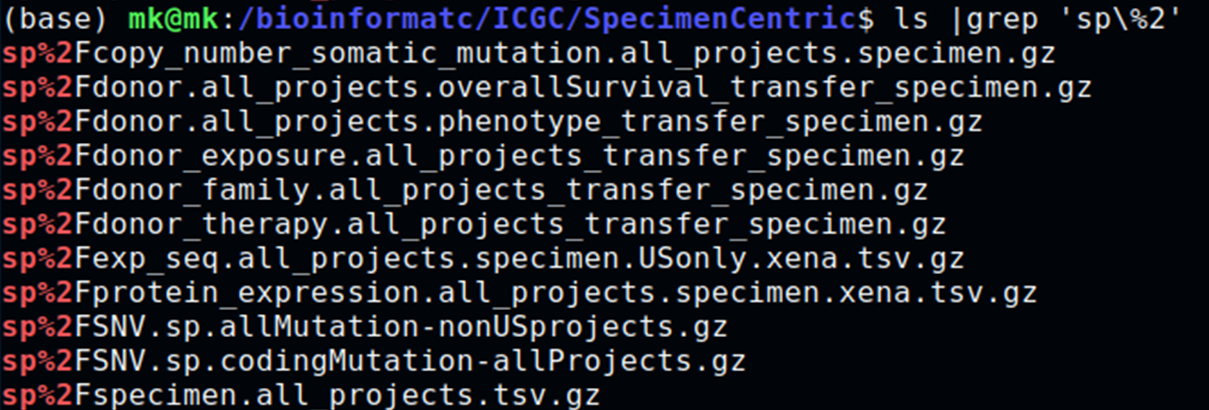 (base) mk@mk:/bioinformatc/ICGC/SpecimenCentric$ ls |grep 'sp\%2'
sp%2Fcopy_number_somatic_mutation.all_projects.specimen.gz
sp%2Fdonor.all_projects.overallSurvival_transfer_specimen.gz
sp%2Fdonor.all_projects.phenotype_transfer_specimen.gz
sp%2Fdonor_exposure.all_projects_transfer_specimen.gz
sp%2Fdonor_family.all_projects_transfer_specimen.gz
sp%2Fdonor_therapy.all_projects_transfer_specimen.gz
sp%2Fexp_seq.all_projects.specimen.USonly.xena.tsv.gz
sp%2Fprotein_expression.all_projects.specimen.xena.tsv.gz
sp%2FSNV.sp.allMutation-nonUSprojects.gz
sp%2FSNV.sp.codingMutation-allProjects.gz
sp%2Fspecimen.all_projects.tsv.gz